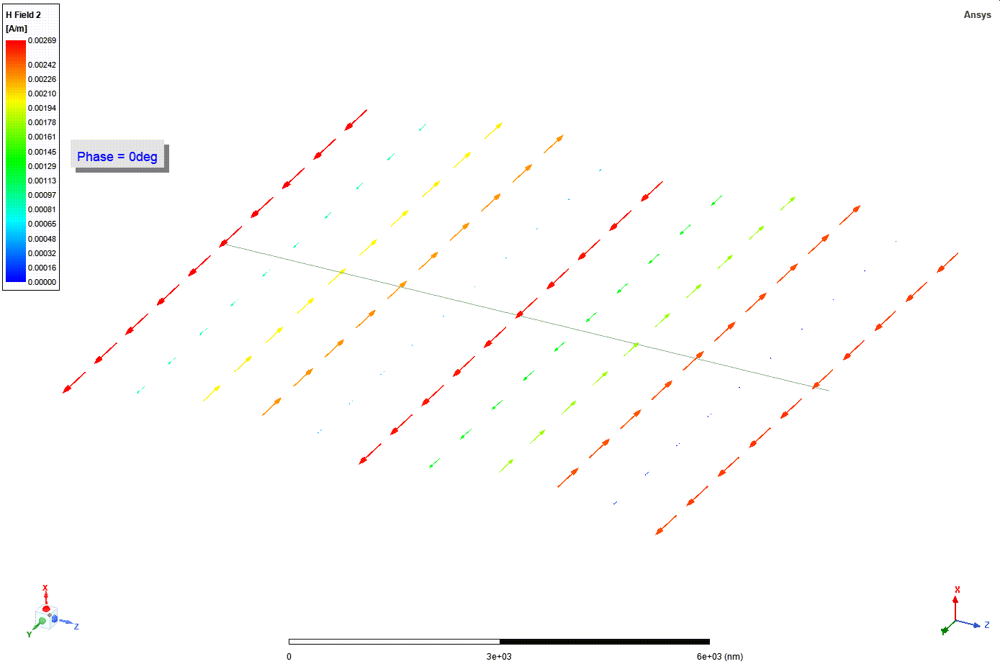 H Field 2
[A/m]
0.00269
0.00242
0.00226
0.00210
0.00194
0.00178
0.00161
0.00145
0.00129
0.00113
0.00097
0.00081
0.00065
0.00048
0.00032
0.00016
0.00000
Ansys
Phase = 0deg
X
Y
Z
X
Y
Z
0
3e+03
6e+03 (nm)